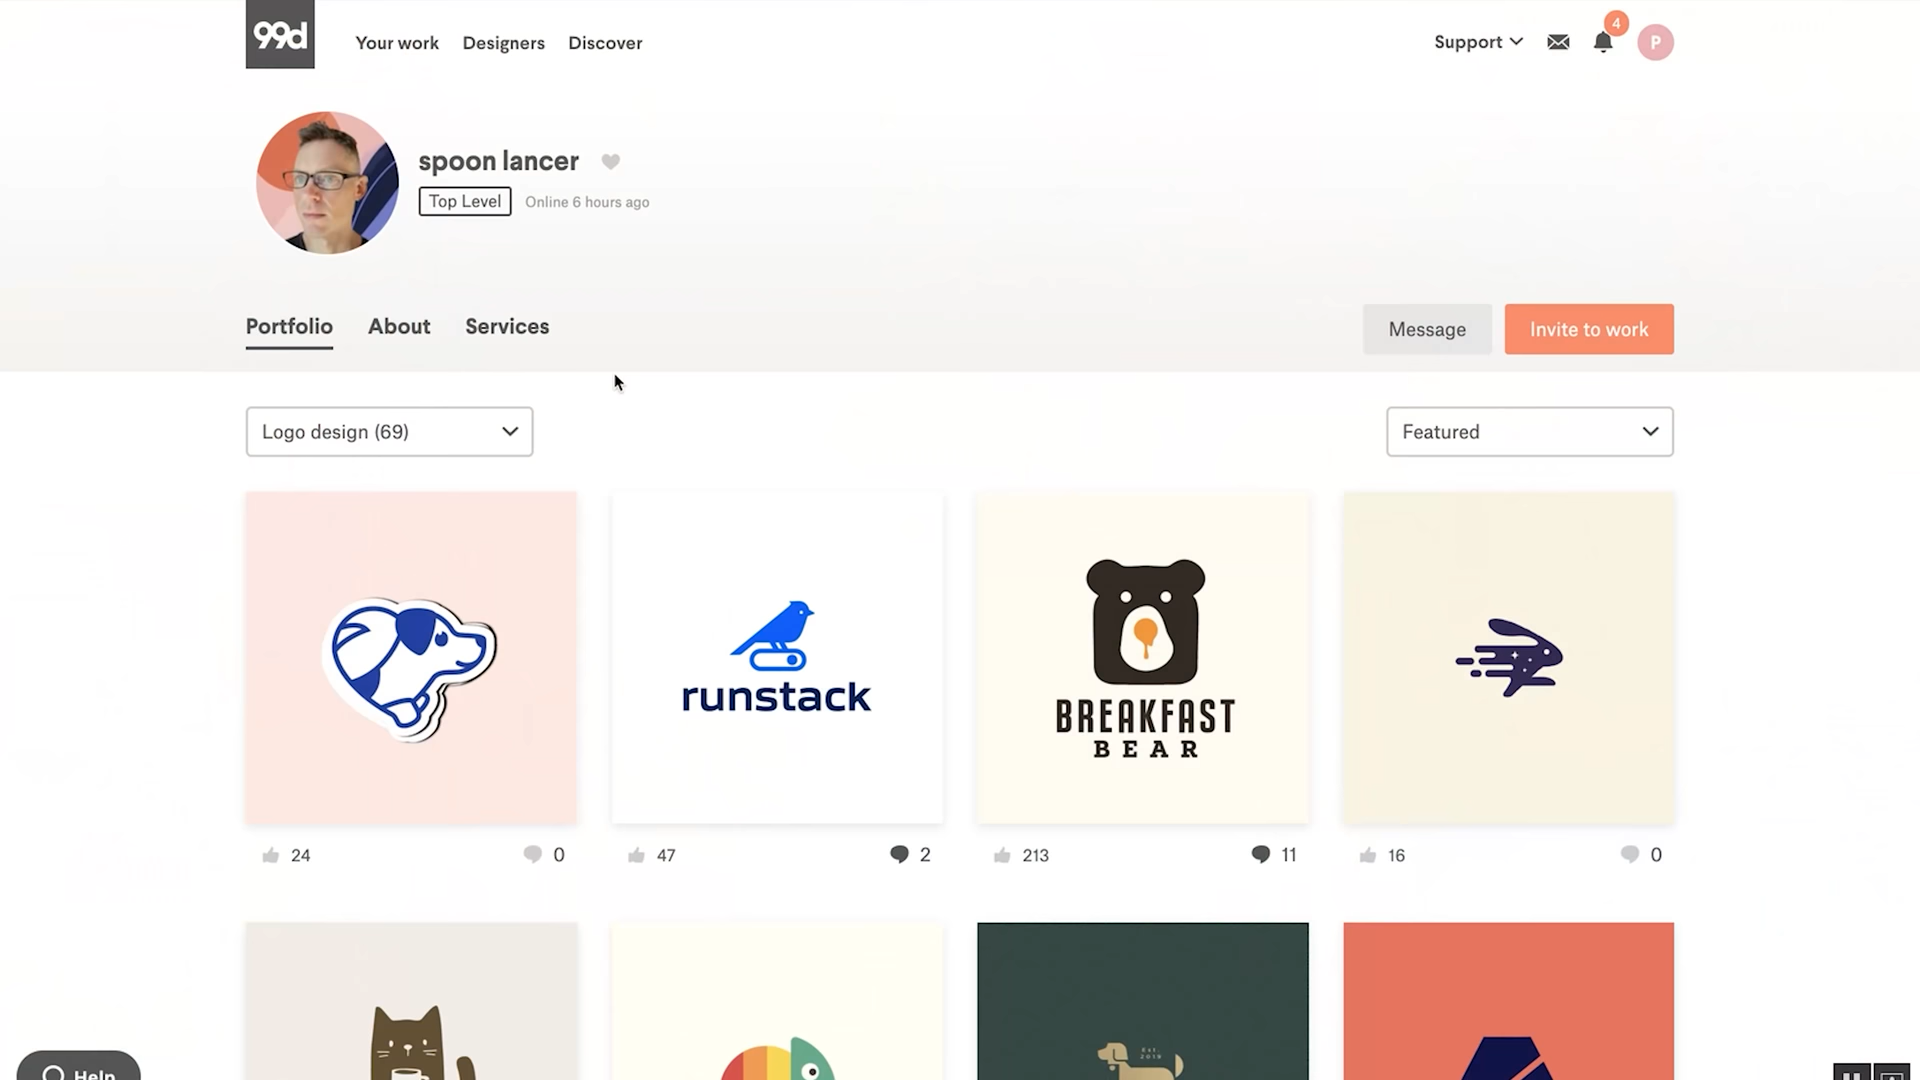 99d
Your work
Designers
Discover
Support
4
P
spoon lancer
Top Level
Online 6 hours ago
Portfolio
About
Services
Message
Invite to work
Logo design (69)
Featured
runstack
BREAKFAST
BEAR
24
0
47
2
213
11
16
0
Est.
2018
Help